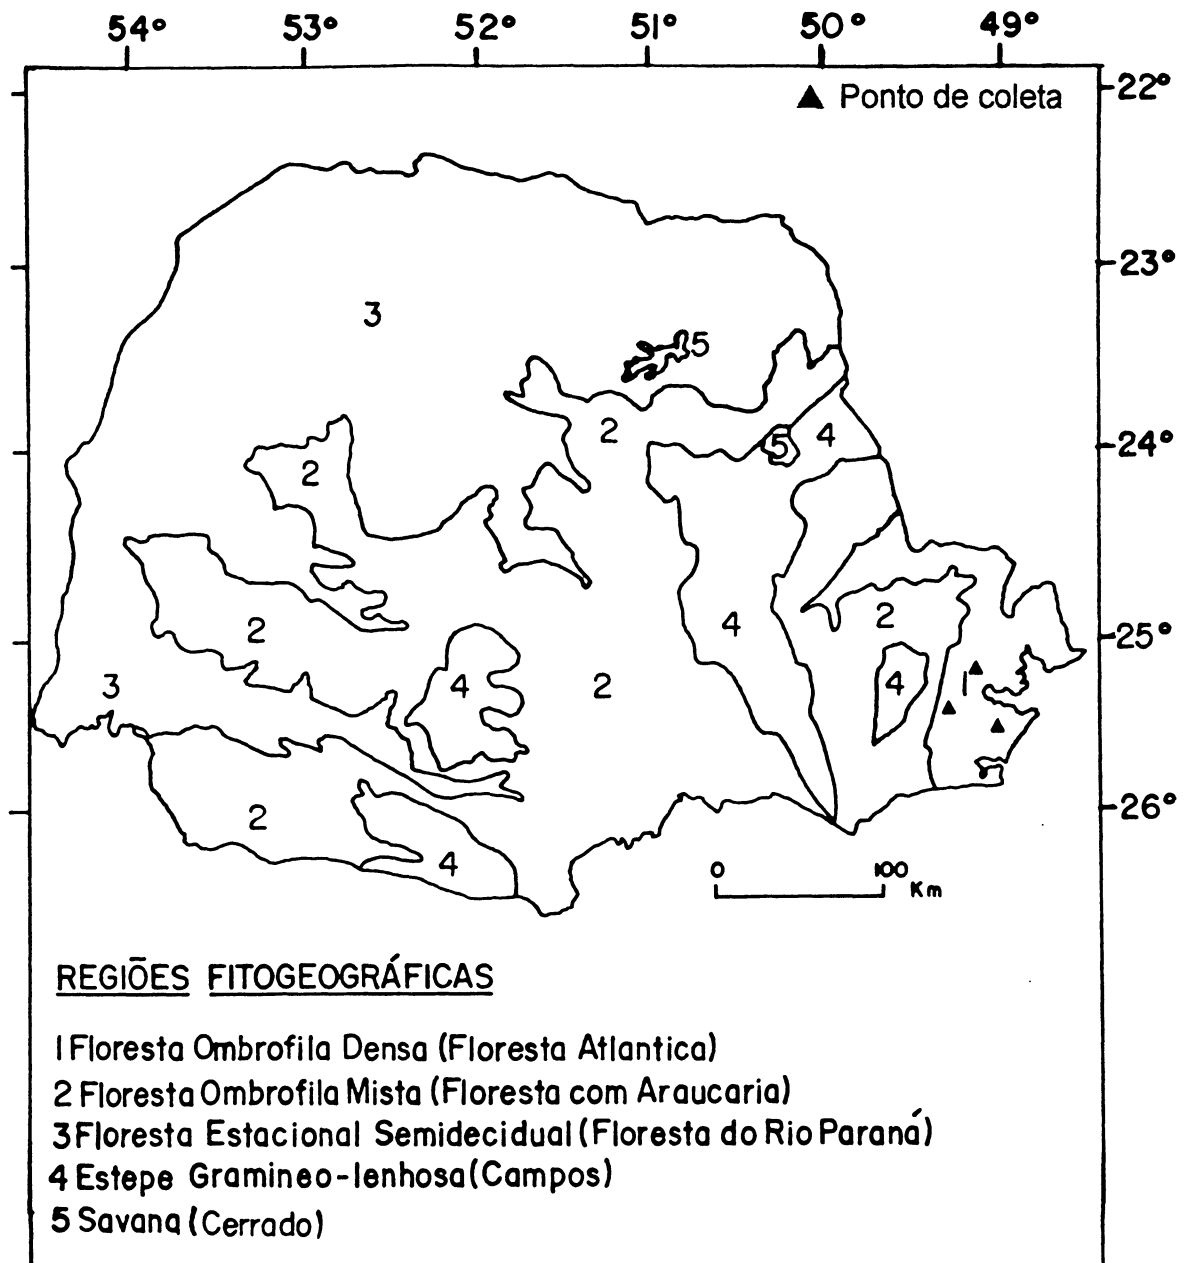 54° 53° 52° 51° 50° 49°
22°
▲ Ponto de coleta
23°
3
5
2
5
4
24°
2
2
4
2
25°
3
4
2
4
1
2
26°
4
0 100
Km
REGIŌES FITOGEOGRÁFICAS
1 Floresta Ombrofila Densa (Floresta Atlantica)
2 Floresta Ombrofila Mista (Floresta com Araucaria)
3 Floresta Estacional Semidecidual (Floresta do Rio Paraná)
4 Estepe Gramineo-lenhosa (Campos)
5 Savana (Cerrado)